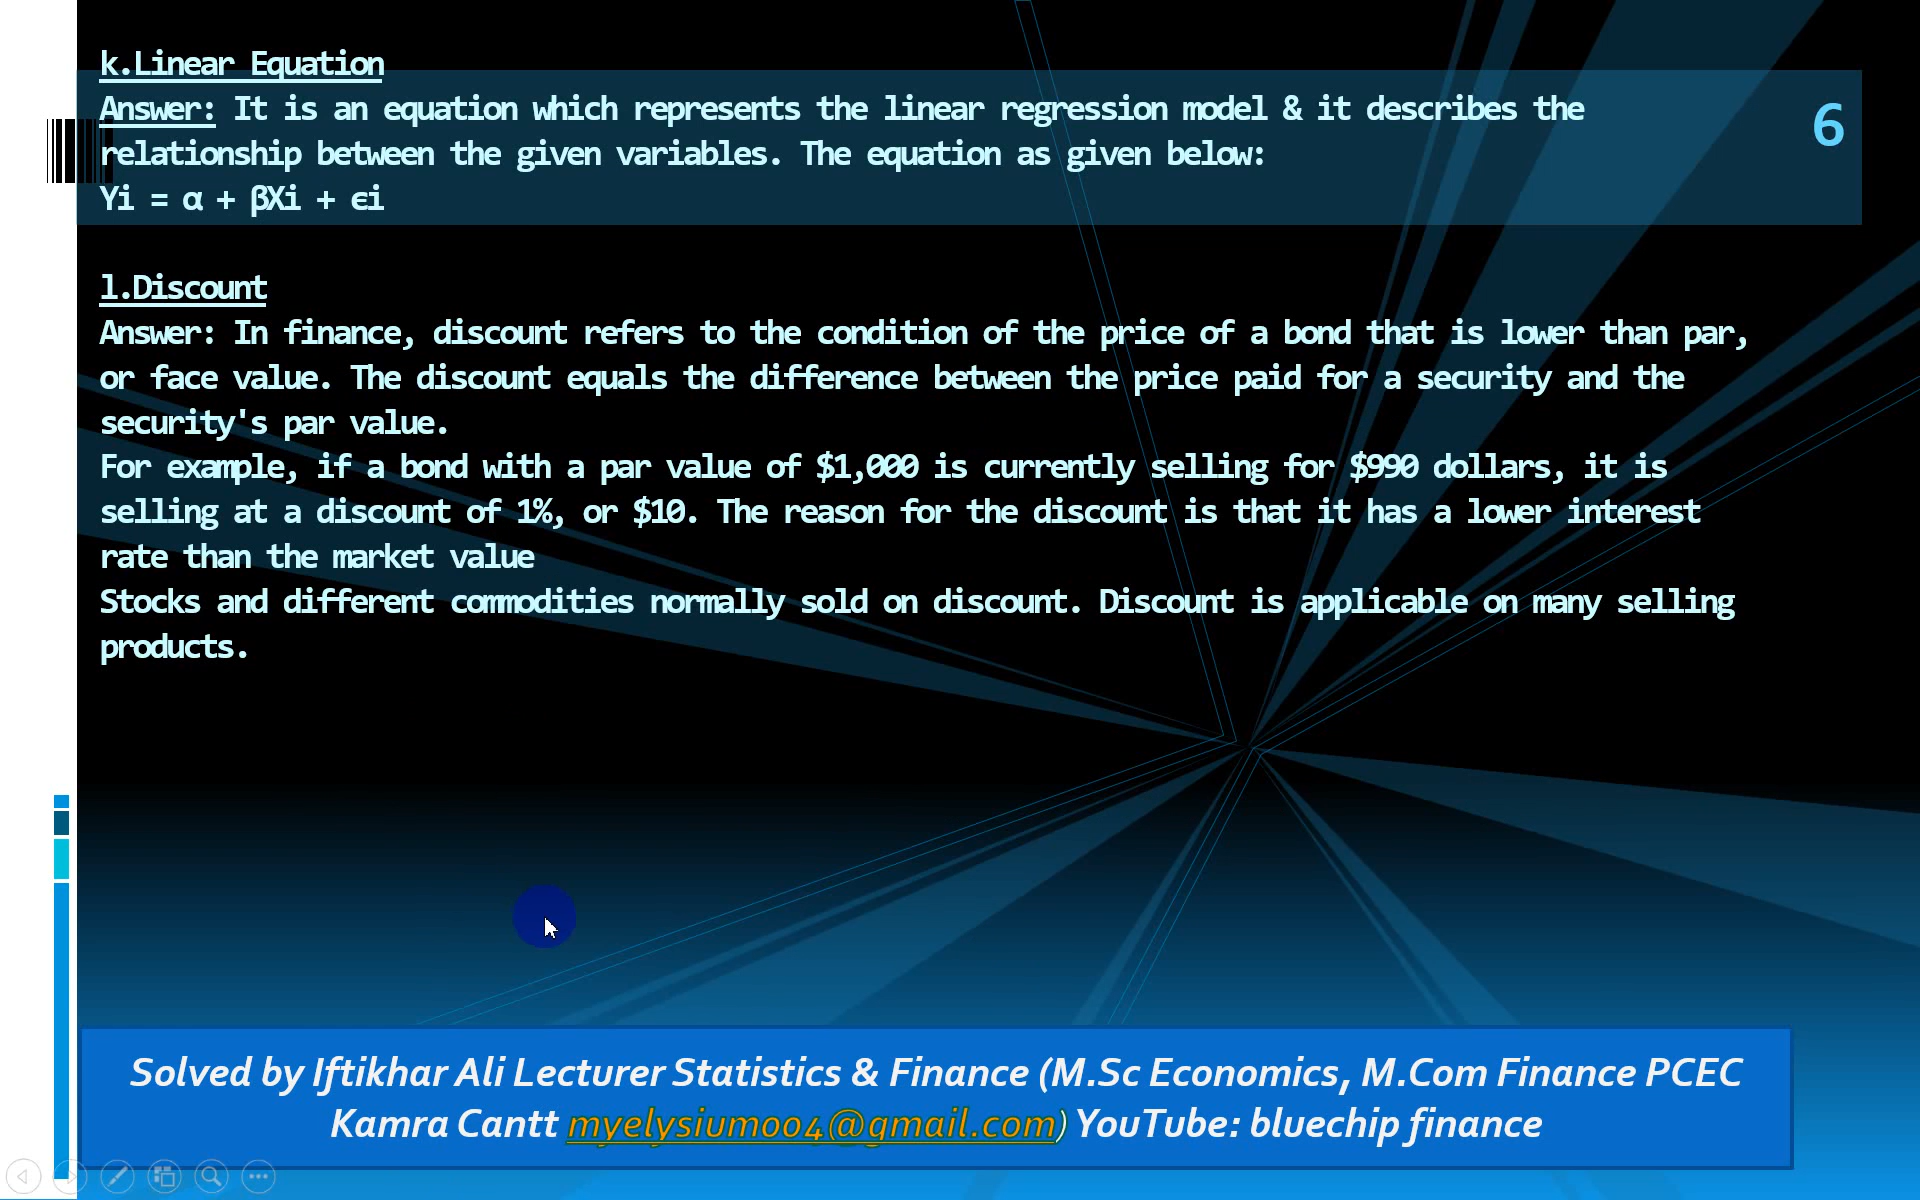 k.Linear Equation
Answer: It is an equation which represents the linear regression model & it describes the
relationship between the given variables. The equation as given below:
Yi = α + βXi + єi
6
l.Discount
Answer: In finance, discount refers to the condition of the price of a bond that is lower than par,
or face value. The discount equals the difference between the price paid for a security and the
security's par value.
For example, if a bond with a par value of $1,000 is currently selling for $990 dollars, it is
selling at a discount of 1%, or $10. The reason for the discount is that it has a lower interest
rate than the market value
Stocks and different commodities normally sold on discount. Discount is applicable on many selling
products.
Solved by Iftikhar Ali Lecturer Statistics & Finance (M.Sc Economics, M.Com Finance PCEC
Kamra Cantt myelysium004@gmail.com) YouTube: bluechip finance